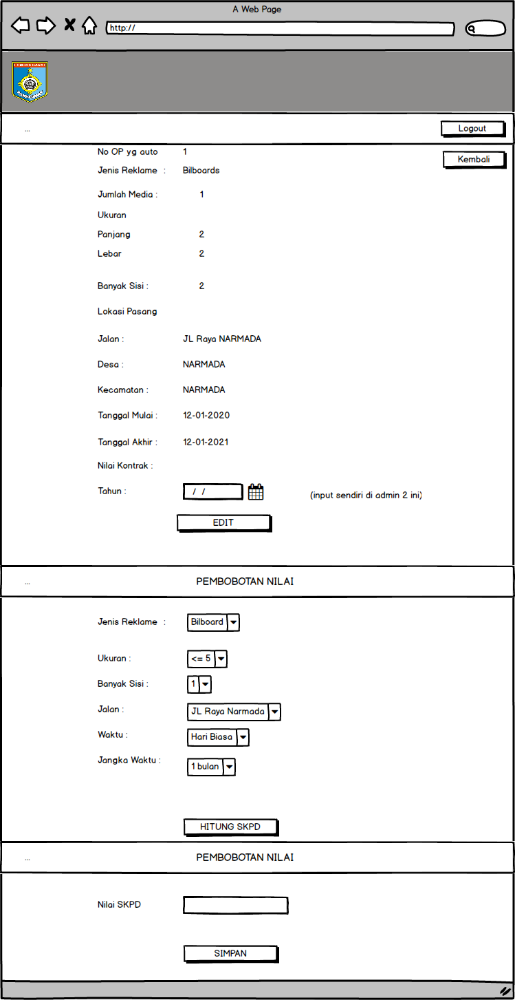 A Web Page
http://
LOMBOK BARAT
... Logout
No OP yg auto 1
Kembali
Jenis Reklame : Bilboards
Jumlah Media : 1
Ukuran
Panjang 2
Lebar 2
Banyak Sisi : 2
Lokasi Pasang
Jalan : JL Raya NARMADA
Desa : NARMADA
Kecamatan : NARMADA
Tanggal Mulai : 12-01-2020
Tanggal Akhir : 12-01-2021
Nilai Kontrak :
Tahun : / / (input sendiri di admin 2 ini)
EDIT
... PEMBOBOTAN NILAI
Jenis Reklame : Bilboard
Ukuran : <= 5
Banyak Sisi : 1
Jalan : JL Raya Narmada
Waktu : Hari Biasa
Jangka Waktu : 1 bulan
HITUNG SKPD
... PEMBOBOTAN NILAI
Nilai SKPD
SIMPAN